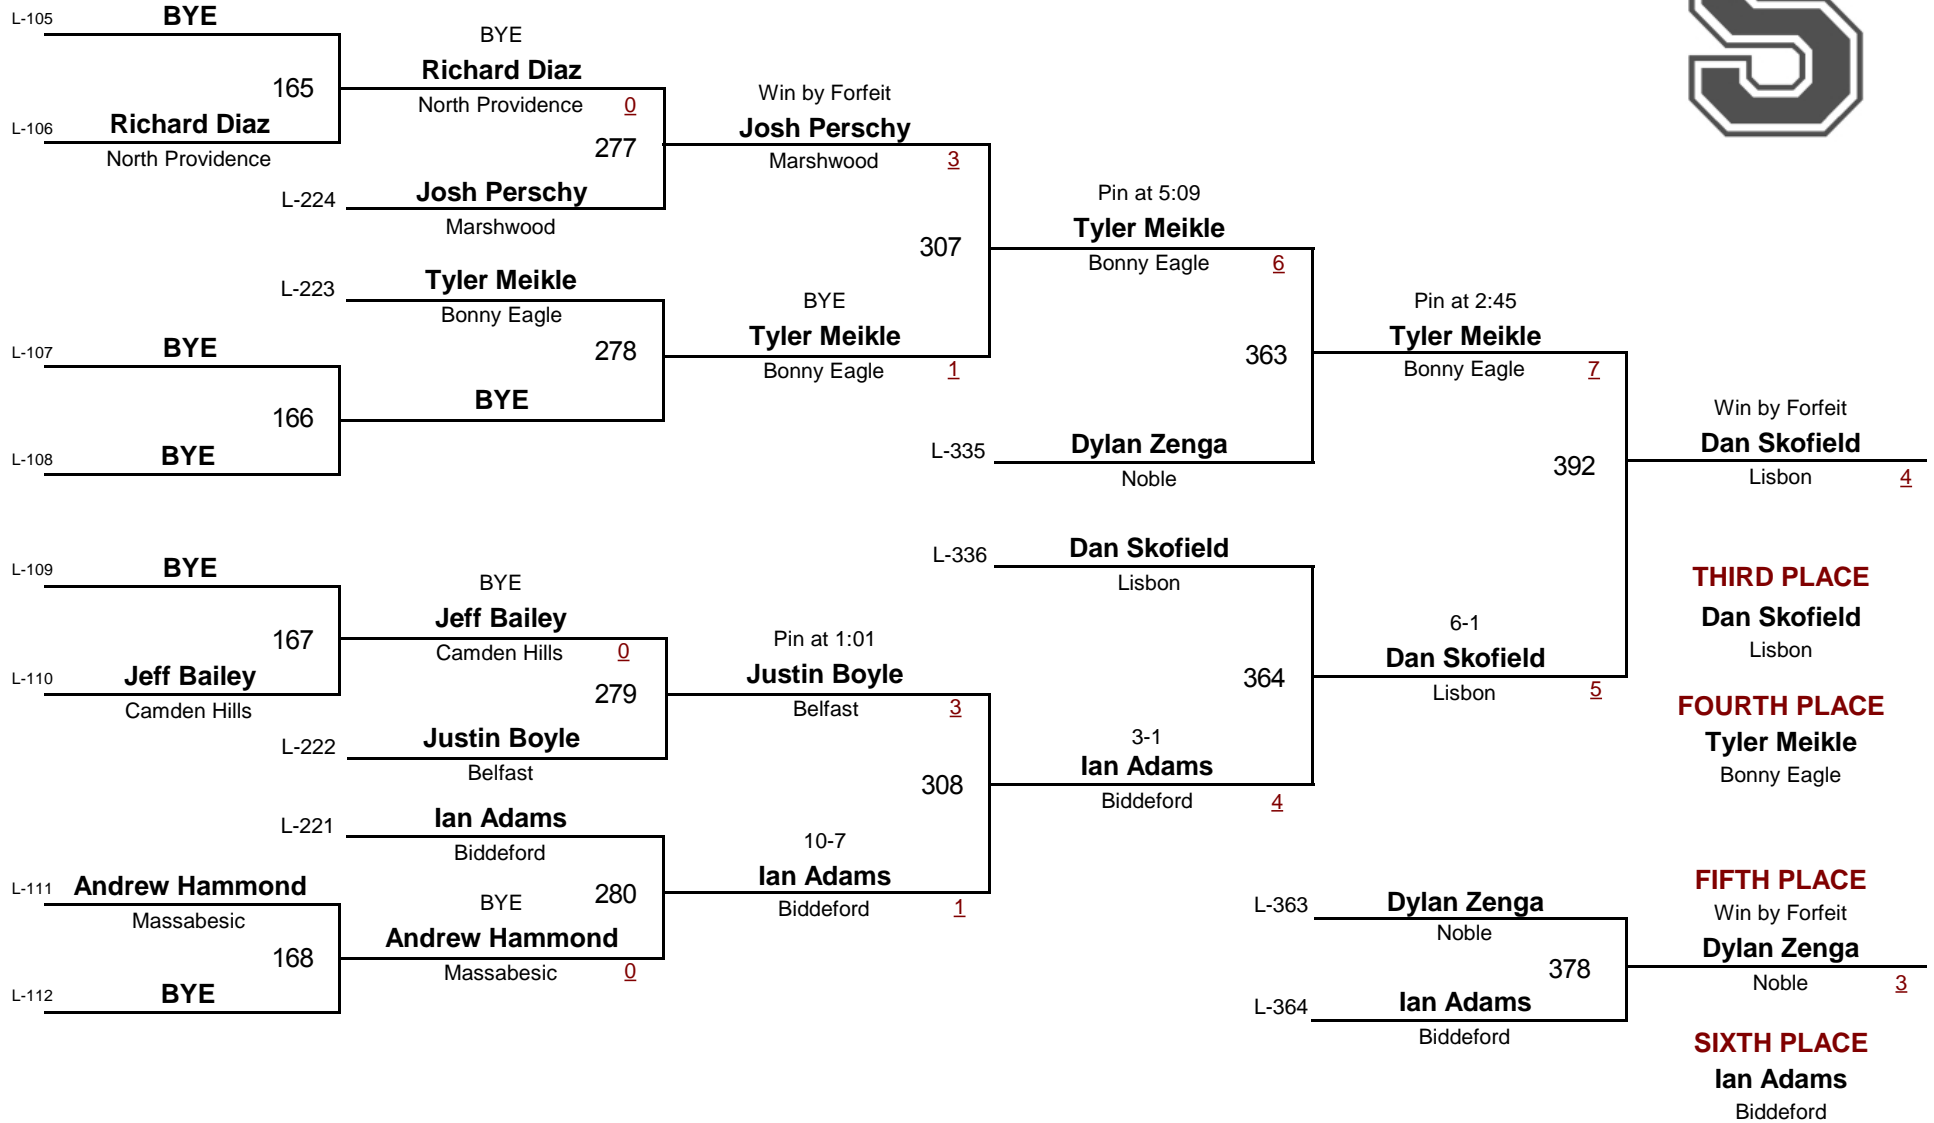 L-105
BYE
165
L-106
Richard Diaz
North Providence
BYE
Richard Diaz
North Providence
0
277
L-224
Josh Perschy
Marshwood
Win by Forfeit
Josh Perschy
Marshwood
3
L-223
Tyler Meikle
Bonny Eagle
278
L-107
BYE
166
BYE
L-108
BYE
BYE
Tyler Meikle
Bonny Eagle
1
307
Pin at 5:09
Tyler Meikle
Bonny Eagle
6
363
L-335
Dylan Zenga
Noble
Pin at 2:45
Tyler Meikle
Bonny Eagle
7
392
Win by Forfeit
Dan Skofield
Lisbon
4
L-109
BYE
167
L-110
Jeff Bailey
Camden Hills
BYE
Jeff Bailey
Camden Hills
0
279
L-222
Justin Boyle
Belfast
Pin at 1:01
Justin Boyle
Belfast
3
L-221
Ian Adams
Biddeford
280
L-111
Andrew Hammond
Massabesic
168
L-112
BYE
BYE
Andrew Hammond
Massabesic
0
10-7
Ian Adams
Biddeford
1
308
L-336
Dan Skofield
Lisbon
364
3-1
Ian Adams
Biddeford
4
6-1
Dan Skofield
Lisbon
5
THIRD PLACE
Dan Skofield
Lisbon
FOURTH PLACE
Tyler Meikle
Bonny Eagle
L-363
Dylan Zenga
Noble
378
L-364
Ian Adams
Biddeford
FIFTH PLACE
Win by Forfeit
Dylan Zenga
Noble
3
SIXTH PLACE
Ian Adams
Biddeford
S